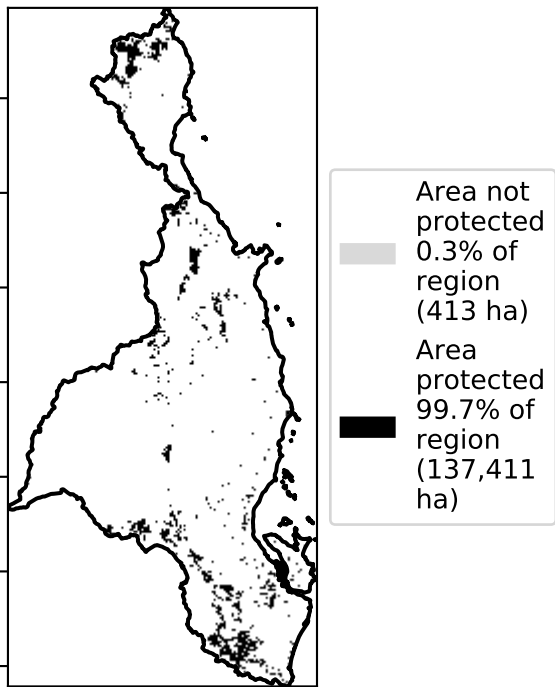 Area not
protected
0.3% of
region
(413 ha)
Area
protected
99.7% of
region
(137,411
ha)